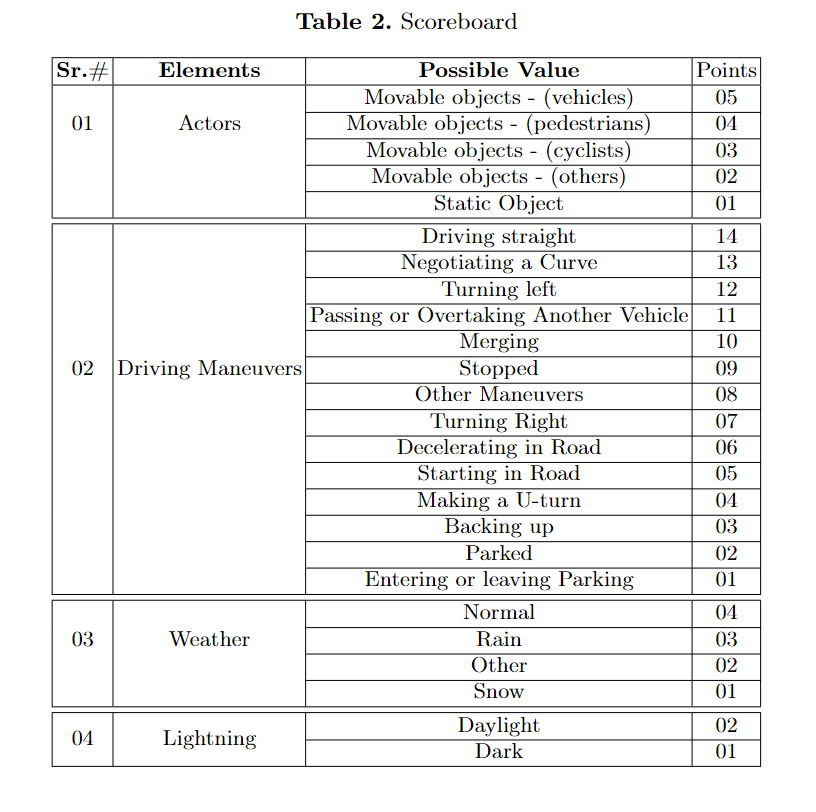 Table 2. Scoreboard
Sr.# Elements Possible Value Points
Movable objects - (vehicles) 05
01 Actors Movable objects - (pedestrians) 04
Movable objects - (cyclists) 03
Movable objects - (others) 02
Static Object 01
Driving straight 14
Negotiating a Curve 13
Turning left 12
Passing or Overtaking Another Vehicle 11
Merging 10
02 Driving Maneuvers Stopped 09
Other Maneuvers 08
Turning Right 07
Decelerating in Road 06
Starting in Road 05
Making a U-turn 04
Backing up 03
Parked 02
Entering or leaving Parking 01
Normal 04
03 Weather Rain 03
Other 02
Snow 01
04 Lightning Daylight 02
Dark 01